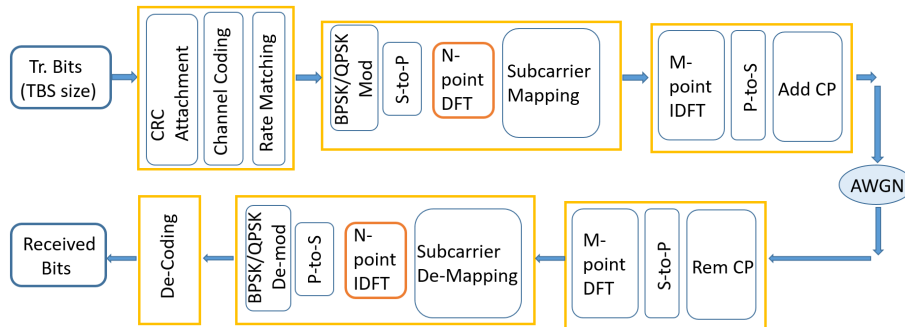 Tr. Bits
(TBS size)
CRC
Attachment
Channel Coding
Rate Matching
BPSK/QPSK
Mod
S-to-P
N-
point
DFT
Subcarrier
Mapping
M-
point
IDFT
P-to-S
Add CP
AWGN
Received
Bits
De-Coding
BPSK/QPSK
De-mod
P-to-S
N-
point
IDFT
Subcarrier
De-Mapping
M-
point
DFT
S-to-P
Rem CP